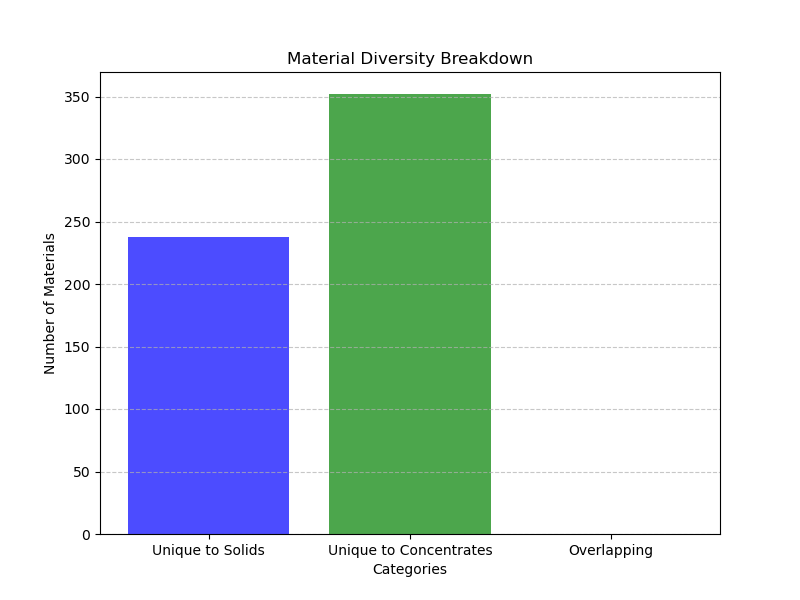 Material Diversity Breakdown
Number of Materials
350
300
250
200
150
100
50
0
Unique to Solids
Unique to Concentrates
Overlapping
Categories